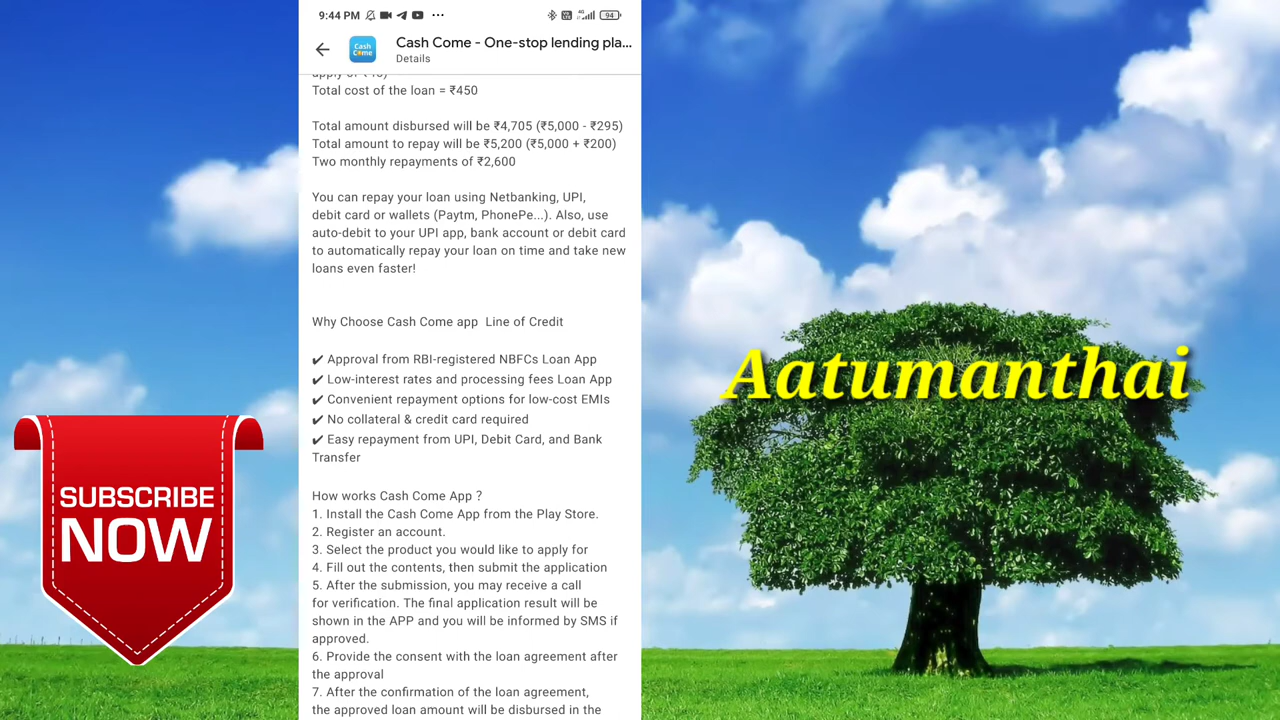 9:44 PM
94
Cash Come
Cash Come - One-stop lending pla...
Details
Total cost of the loan = ₹450
Total amount disbursed will be ₹4,705 (₹5,000 - ₹295)
Total amount to repay will be ₹5,200 (₹5,000 + ₹200)
Two monthly repayments of ₹2,600
You can repay your loan using Netbanking, UPI,
debit card or wallets (Paytm, PhonePe...). Also, use
auto-debit to your UPI app, bank account or debit card
to automatically repay your loan on time and take new
loans even faster!
Why Choose Cash Come app  Line of Credit
✔ Approval from RBI-registered NBFCs Loan App
✔ Low-interest rates and processing fees Loan App
✔ Convenient repayment options for low-cost EMIs
✔ No collateral & credit card required
✔ Easy repayment from UPI, Debit Card, and Bank
Transfer
How works Cash Come App ?
1. Install the Cash Come App from the Play Store.
2. Register an account.
3. Select the product you would like to apply for
4. Fill out the contents, then submit the application
5. After the submission, you may receive a call
for verification. The final application result will be
shown in the APP and you will be informed by SMS if
approved.
6. Provide the consent with the loan agreement after
the approval
7. After the confirmation of the loan agreement,
the approved loan amount will be disbursed in the
SUBSCRIBE
NOW
Aatumanthai